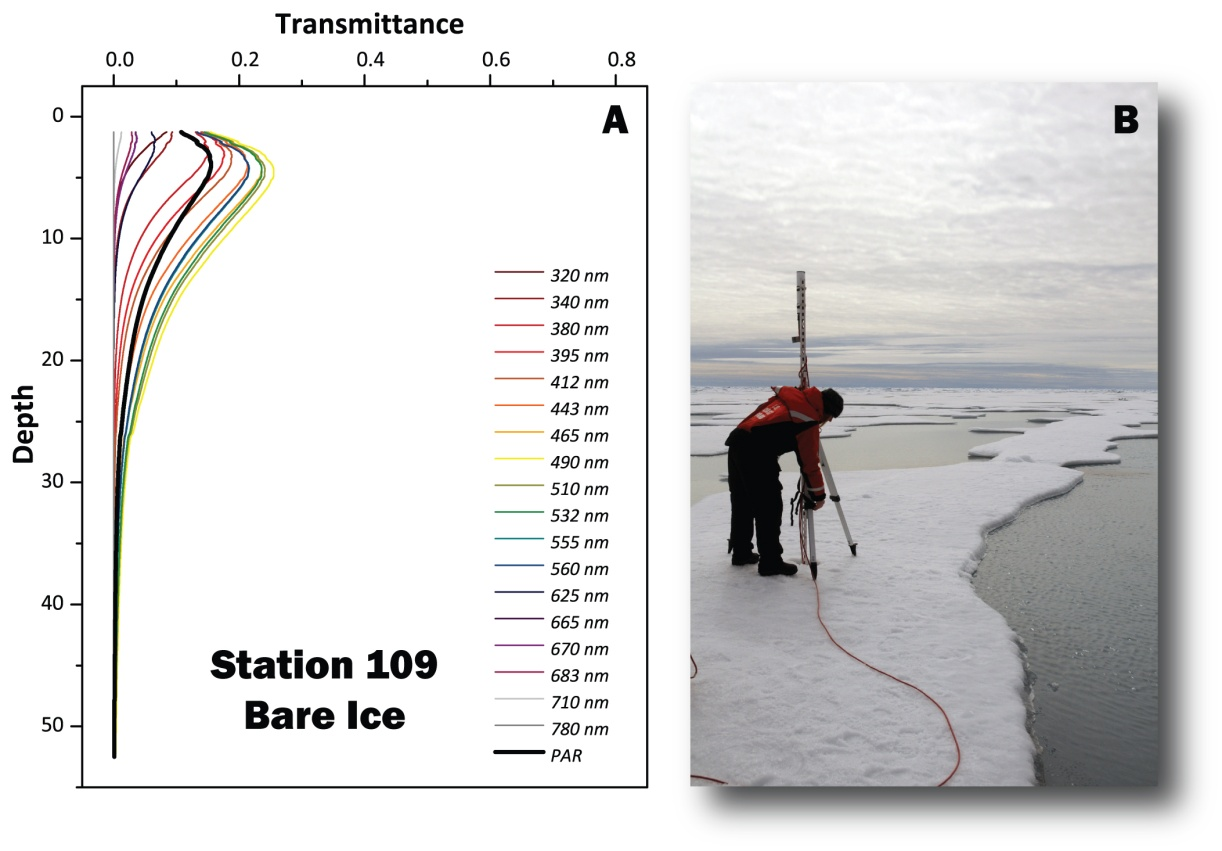 Transmittance
0.0 0.2 0.4 0.6 0.8
A
B
0
10
20
30
40
50
Depth
320 nm
340 nm
380 nm
395 nm
412 nm
443 nm
465 nm
490 nm
510 nm
532 nm
555 nm
560 nm
625 nm
665 nm
670 nm
683 nm
710 nm
780 nm
PAR
Station 109
Bare Ice